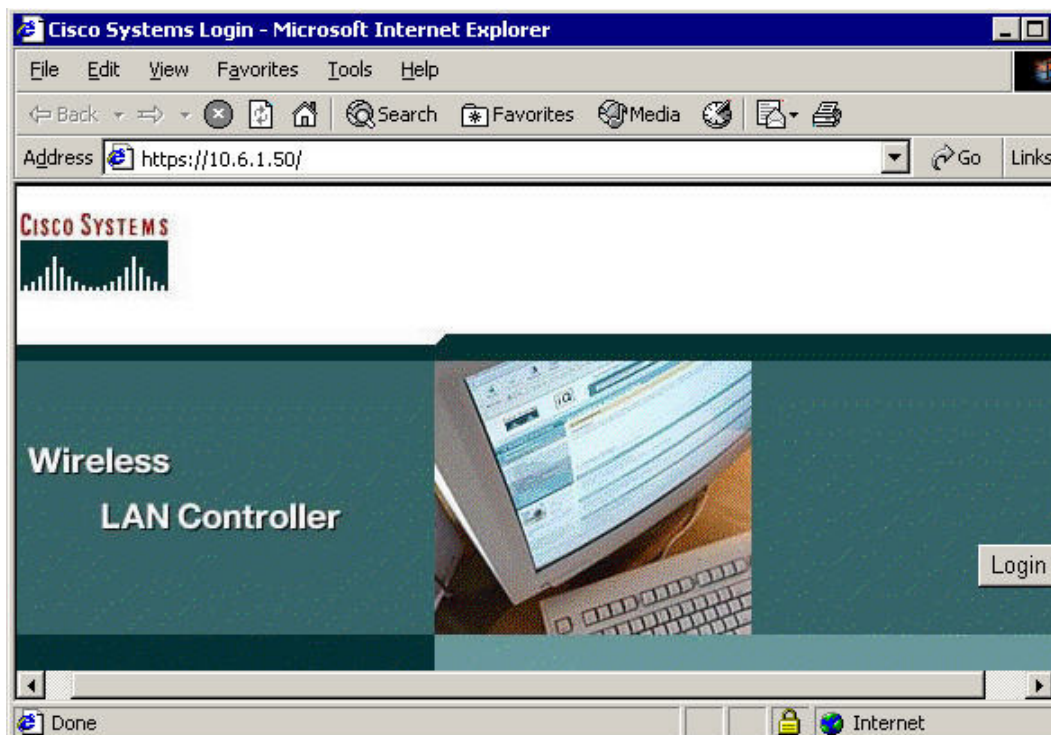 Cisco Systems Login - Microsoft Internet Explorer
File Edit View Favorites Tools Help
Back Search Favorites Media
Address https://10.6.1.50/ Go Links
CISCO SYSTEMS
Wireless
LAN Controller
iQ
Login
Done Internet